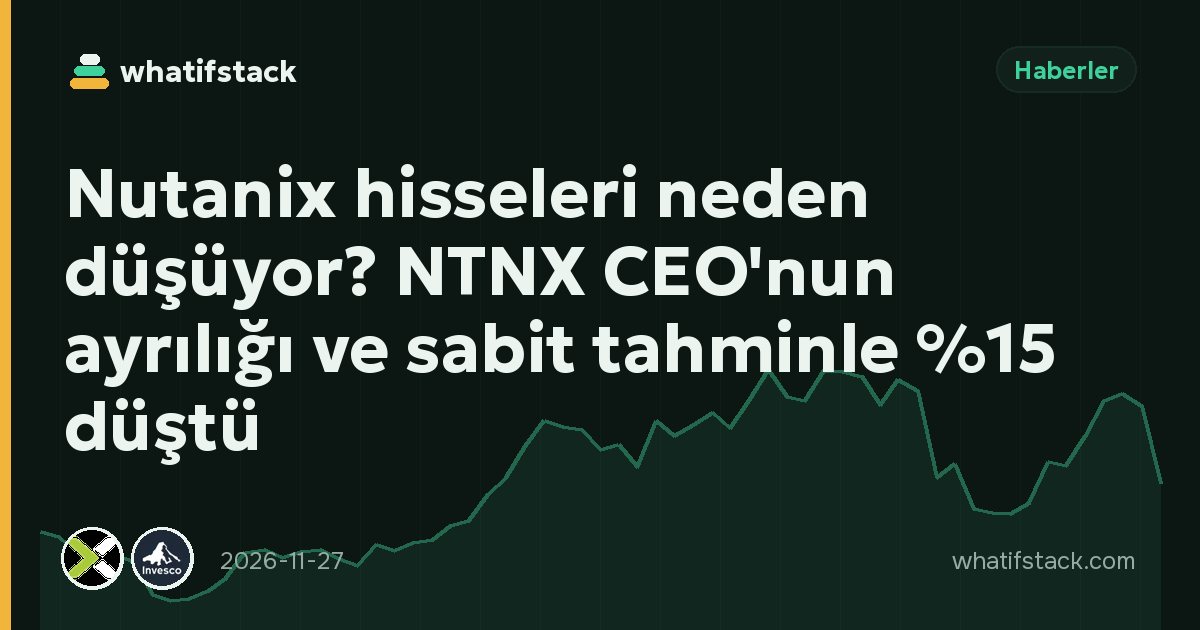 whatifstack
Haberler
Nutanix hisseleri neden
düşüyor? NTNX CEO'nun
ayrılığı ve sabit tahminle %15
düştü
Invesco
2026-11-27
whatifstack.com